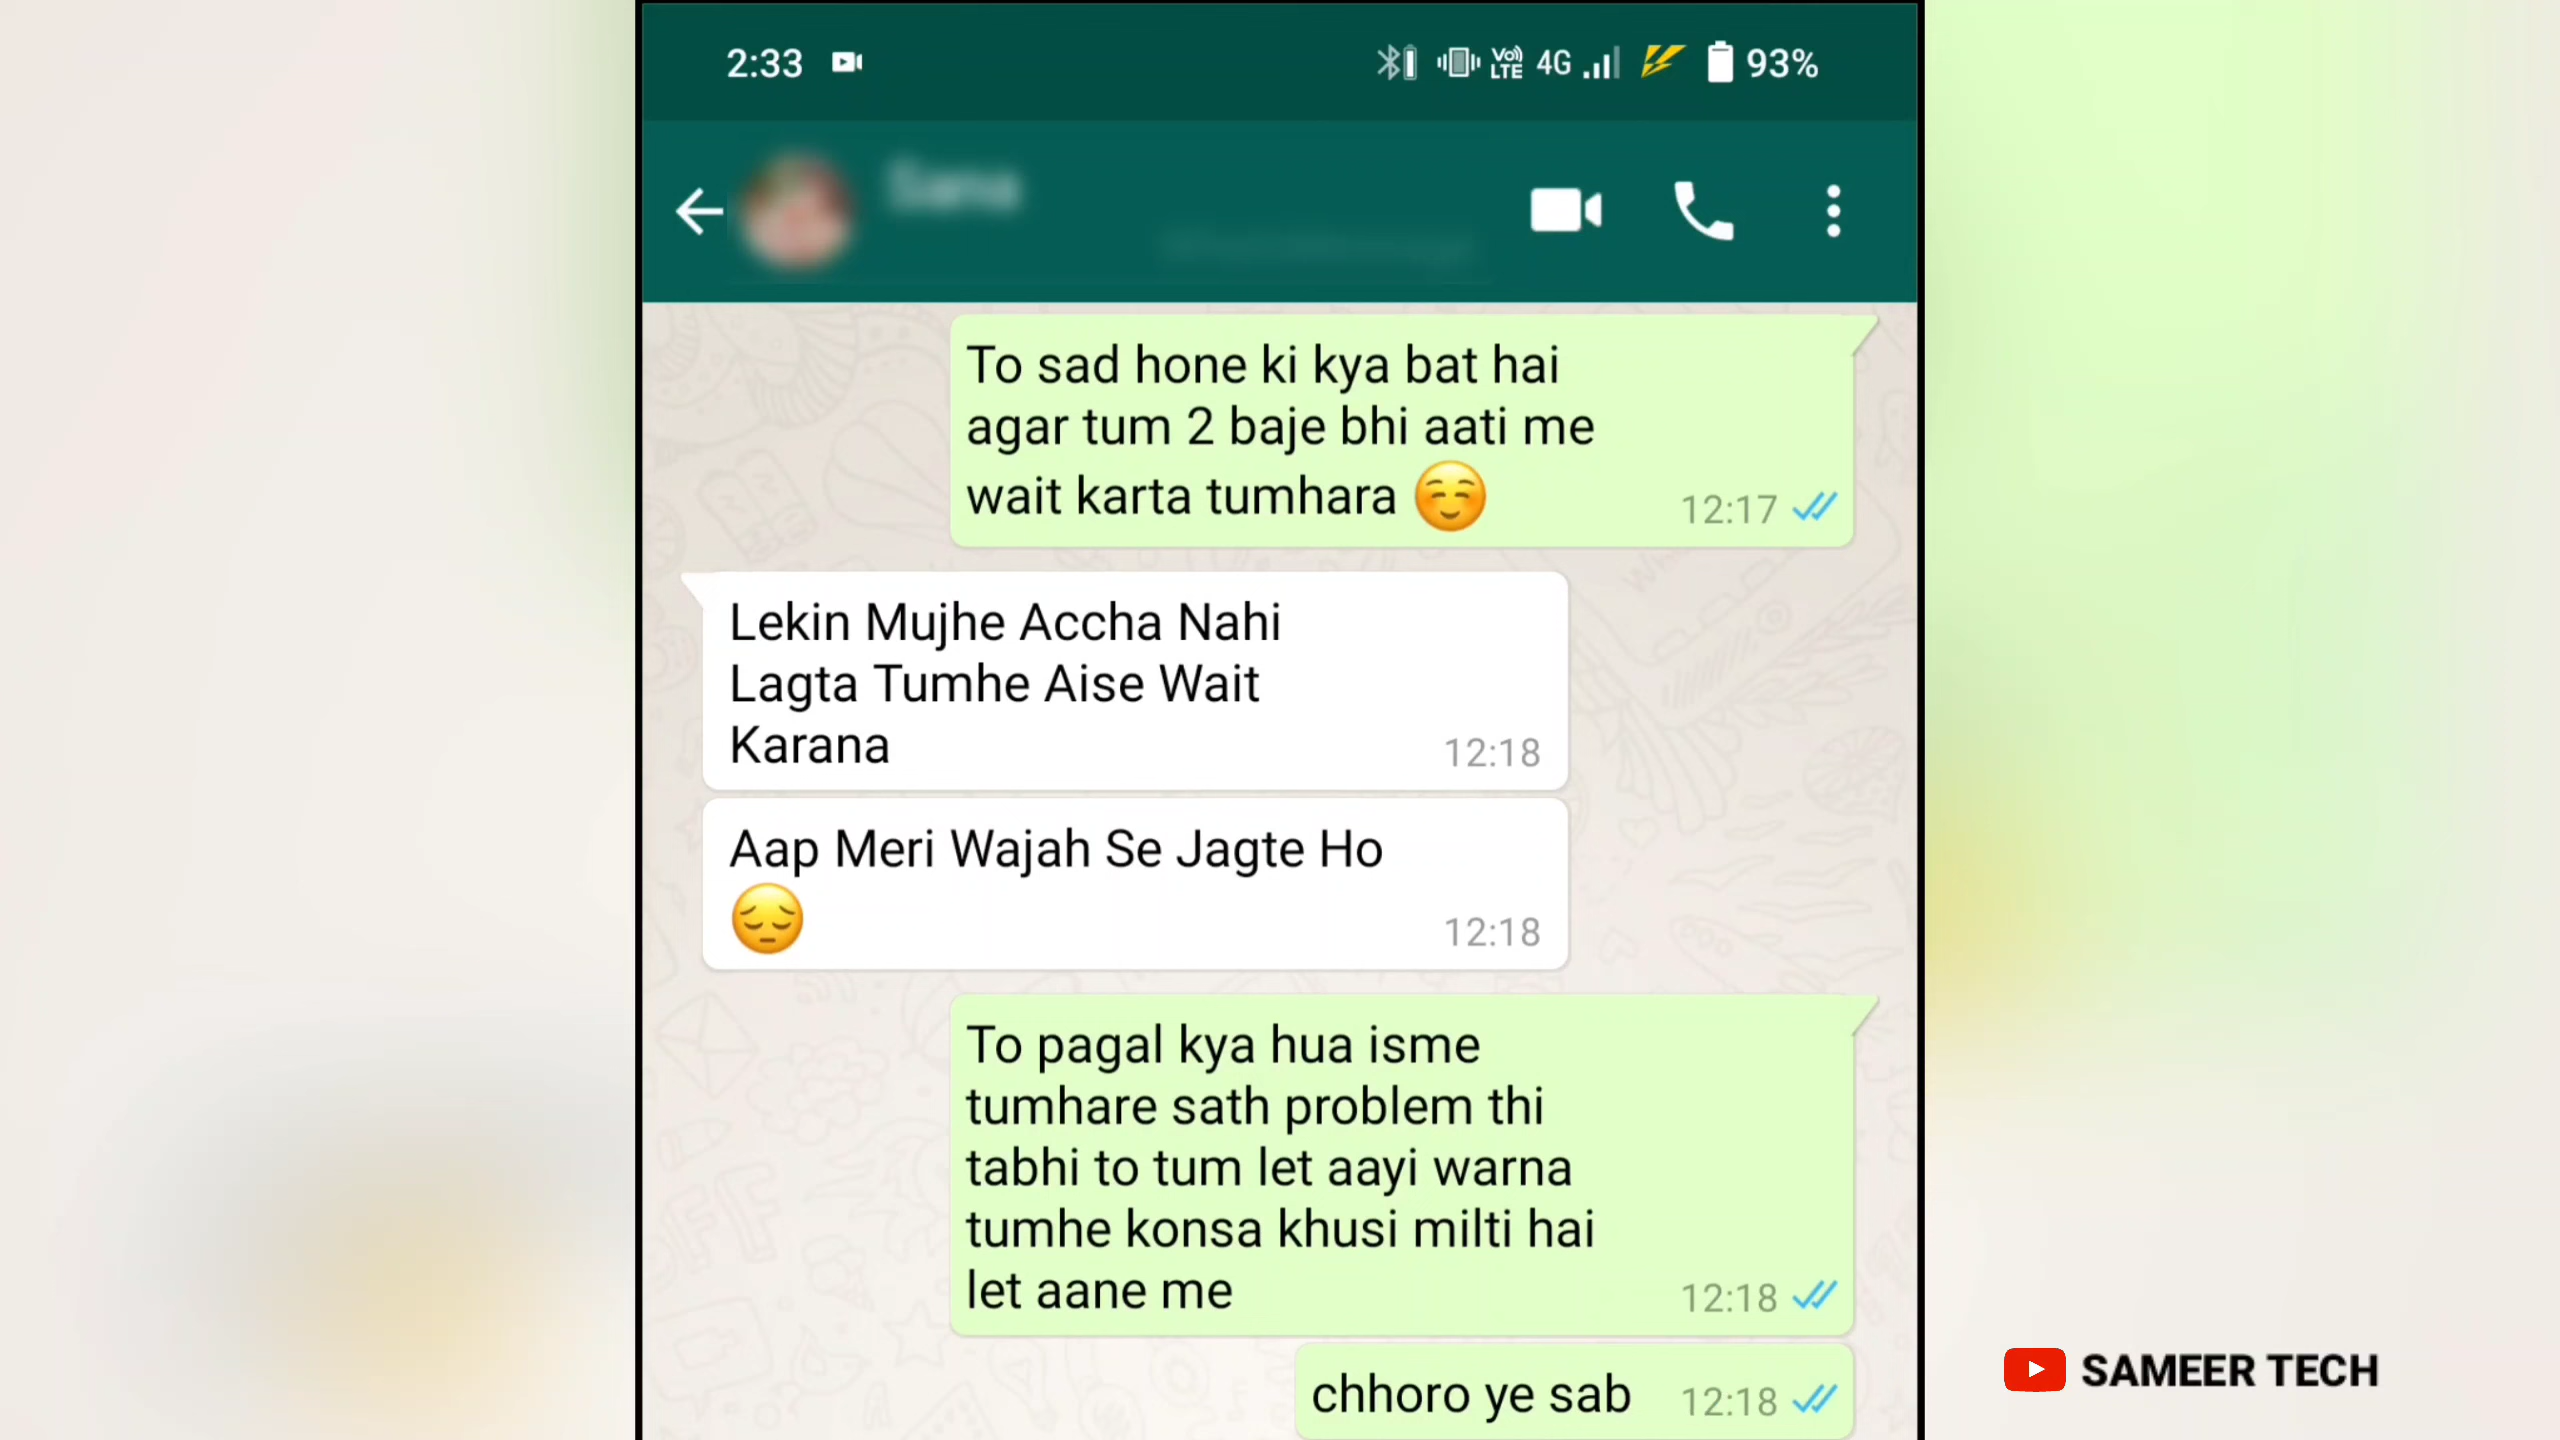 2:33 Vo) LTE 4G 93%
To sad hone ki kya bat hai
agar tum 2 baje bhi aati me
wait karta tumhara ☺️ 12:17
Lekin Mujhe Accha Nahi
Lagta Tumhe Aise Wait
Karana 12:18
Aap Meri Wajah Se Jagte Ho
😔 12:18
To pagal kya hua isme
tumhare sath problem thi
tabhi to tum let aayi warna
tumhe konsa khusi milti hai
let aane me 12:18
chhoro ye sab 12:18
SAMEER TECH